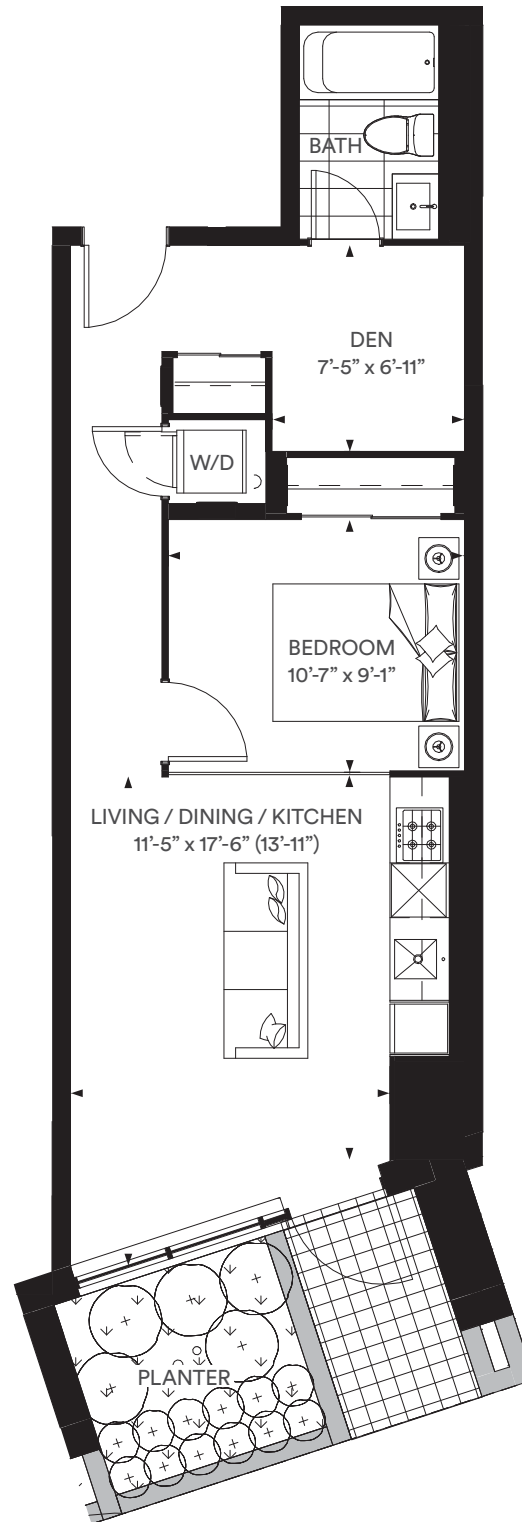 BATH
DEN
7’-5” x 6’-11”
W/D
BEDROOM
10’-7” x 9’-1”
LIVING / DINING / KITCHEN
11’-5” x 17’-6” (13’-11”)
PLANTER